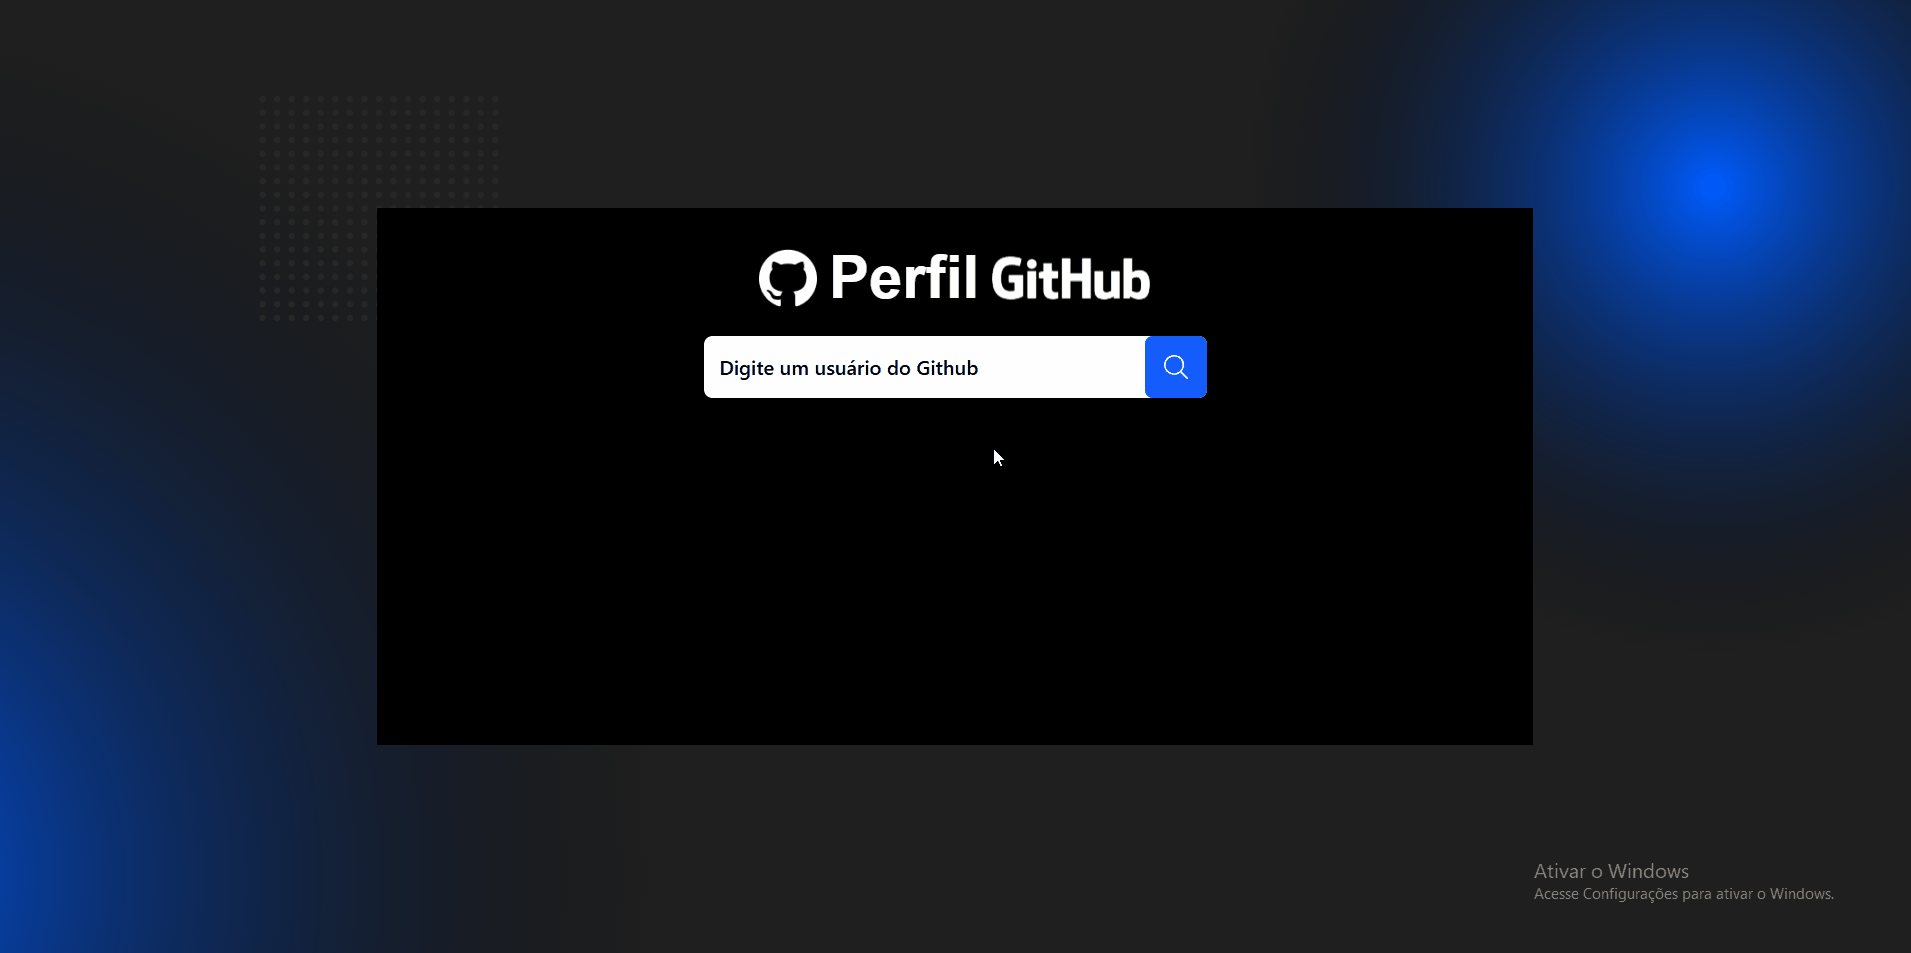 Perfil GitHub
Digite um usuário do Github
Ativar o Windows
Acesse Configurações para ativar o Windows.